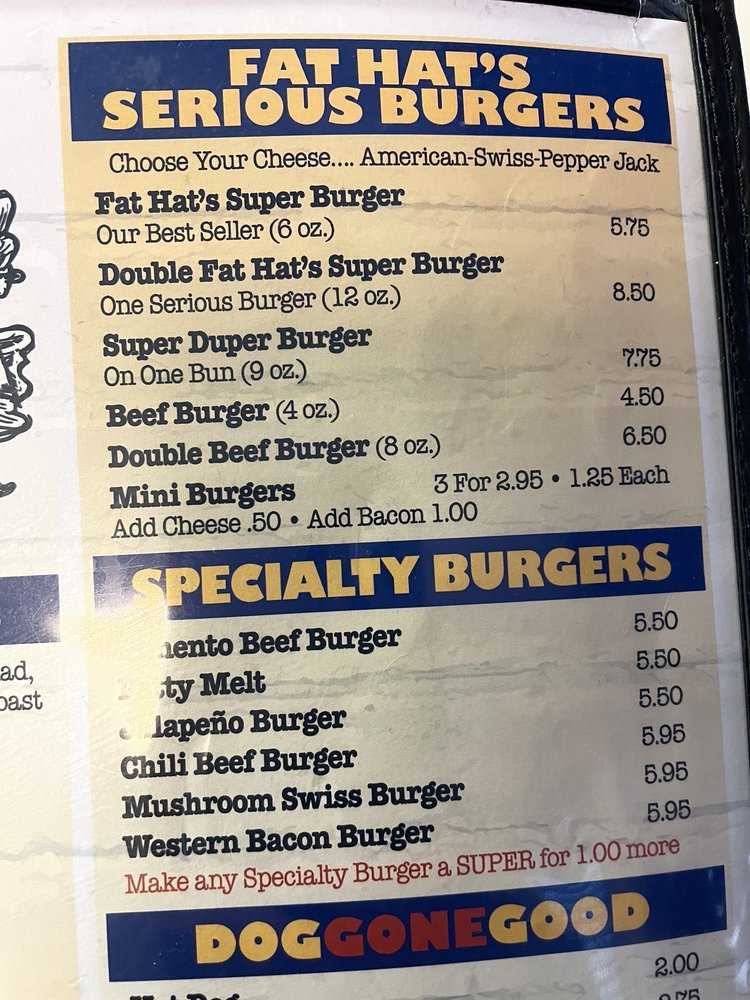 FAT HAT'S
SERIOUS BURGERS
Choose Your Cheese.... American-Swiss-Pepper Jack
Fat Hat's Super Burger
Our Best Seller (6 oz.) 5.75
Double Fat Hat's Super Burger
One Serious Burger (12 oz.) 8.50
Super Duper Burger
On One Bun (9 oz.) 7.75
Beef Burger (4 oz.) 4.50
Double Beef Burger (8 oz.) 6.50
Mini Burgers 3 For 2.95 • 1.25 Each
Add Cheese .50 • Add Bacon 1.00
SPECIALTY BURGERS
Beef Burger 5.50
Melt 5.50
Jalapeño Burger 5.50
Chili Beef Burger 5.95
Mushroom Swiss Burger 5.95
Western Bacon Burger 5.95
Make any Specialty Burger a SUPER for 1.00 more
DOGGONEGOOD
Hot Dog 2.00